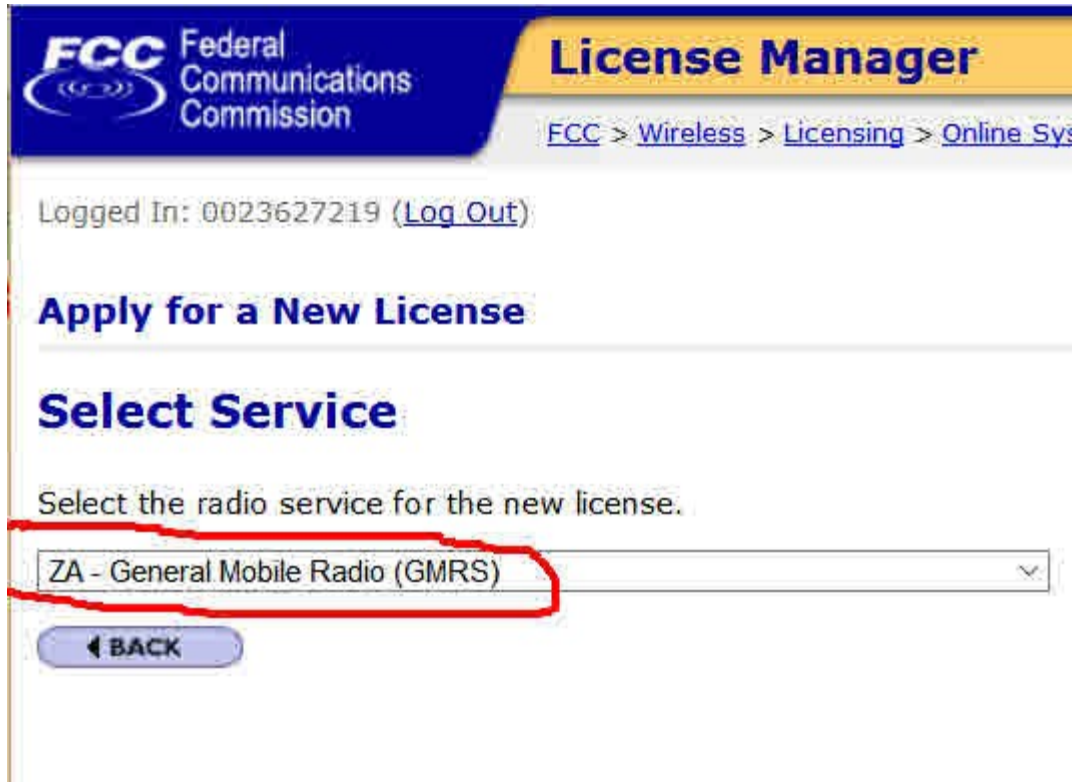 FCC Federal
Communications
Commission
License Manager
FCC > Wireless > Licensing > Online Sys
Logged In: 0023627219 (Log Out)
Apply for a New License
Select Service
Select the radio service for the new license.
ZA - General Mobile Radio (GMRS)
BACK